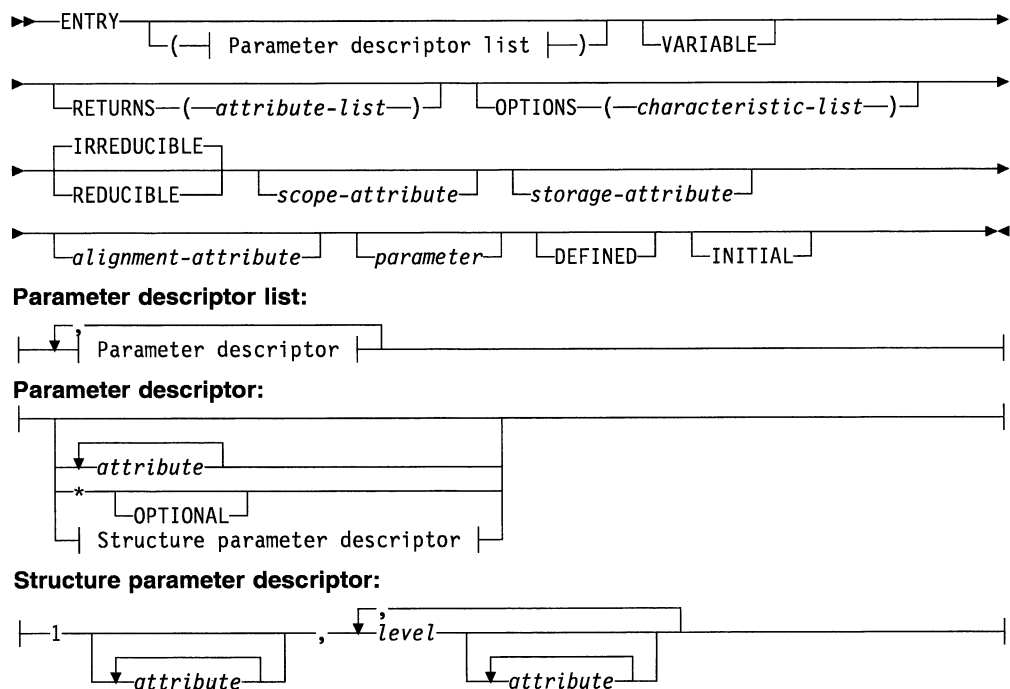 ENTRY ( Parameter descriptor list ) VARIABLE
RETURNS ( attribute-list ) OPTIONS ( characteristic-list )
IRREDUCIBLE
REDUCIBLE scope-attribute storage-attribute
alignment-attribute parameter DEFINED INITIAL
Parameter descriptor list:
,
Parameter descriptor
Parameter descriptor:
attribute
*
OPTIONAL
Structure parameter descriptor
Structure parameter descriptor:
,
1 , level
attribute attribute